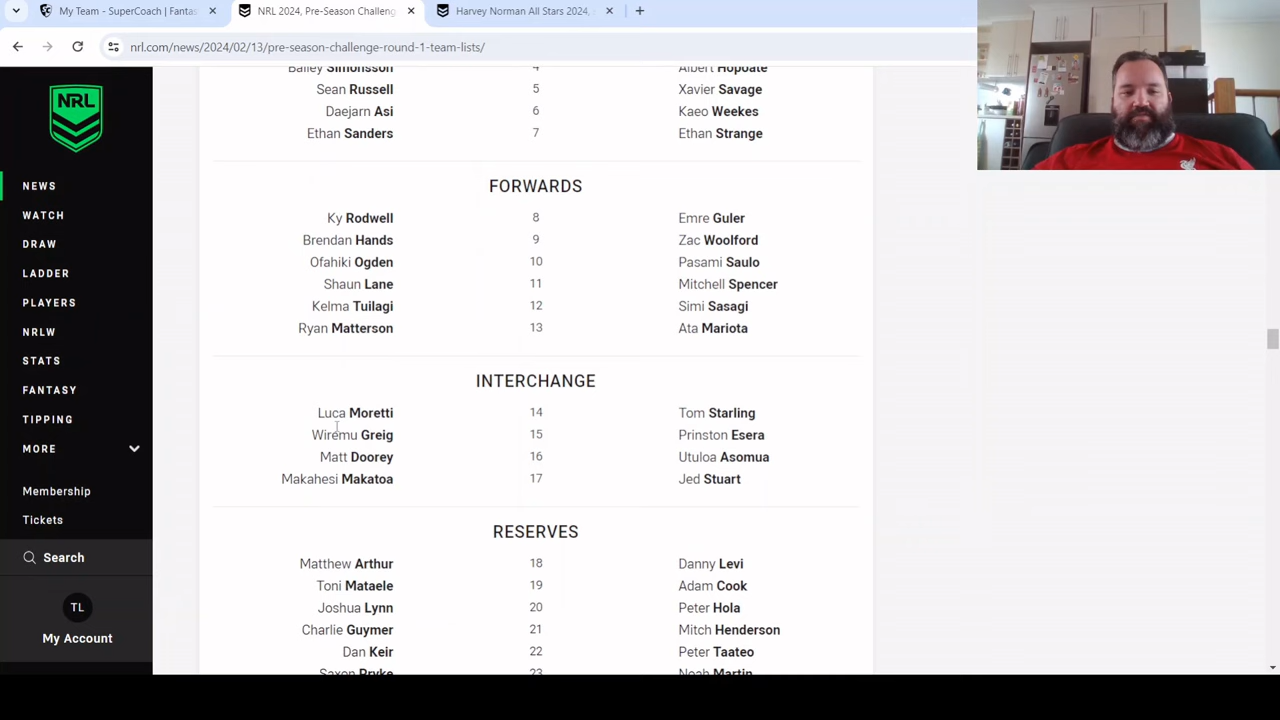 My Team - SuperCoach | Fantas
NRL 2024, Pre-Season Challeng
Harvey Norman All Stars 2024,
nrl.com/news/2024/02/13/pre-season-challenge-round-1-team-lists/
NRL
NEWS
WATCH
DRAW
LADDER
PLAYERS
NRLW
STATS
FANTASY
TIPPING
MORE
Membership
Tickets
Search
TL
My Account
Bailey Simonsson 4 Albert Hopoate
Sean Russell 5 Xavier Savage
Daejarn Asi 6 Kaeo Weekes
Ethan Sanders 7 Ethan Strange
FORWARDS
Ky Rodwell 8 Emre Guler
Brendan Hands 9 Zac Woolford
Ofahiki Ogden 10 Pasami Saulo
Shaun Lane 11 Mitchell Spencer
Kelma Tuilagi 12 Simi Sasagi
Ryan Matterson 13 Ata Mariota
INTERCHANGE
Luca Moretti 14 Tom Starling
Wiremu Greig 15 Prinston Esera
Matt Doorey 16 Utuloa Asomua
Makahesi Makatoa 17 Jed Stuart
RESERVES
Matthew Arthur 18 Danny Levi
Toni Mataele 19 Adam Cook
Joshua Lynn 20 Peter Hola
Charlie Guymer 21 Mitch Henderson
Dan Keir 22 Peter Taateo
Saxon Pryke 23 Noah Martin